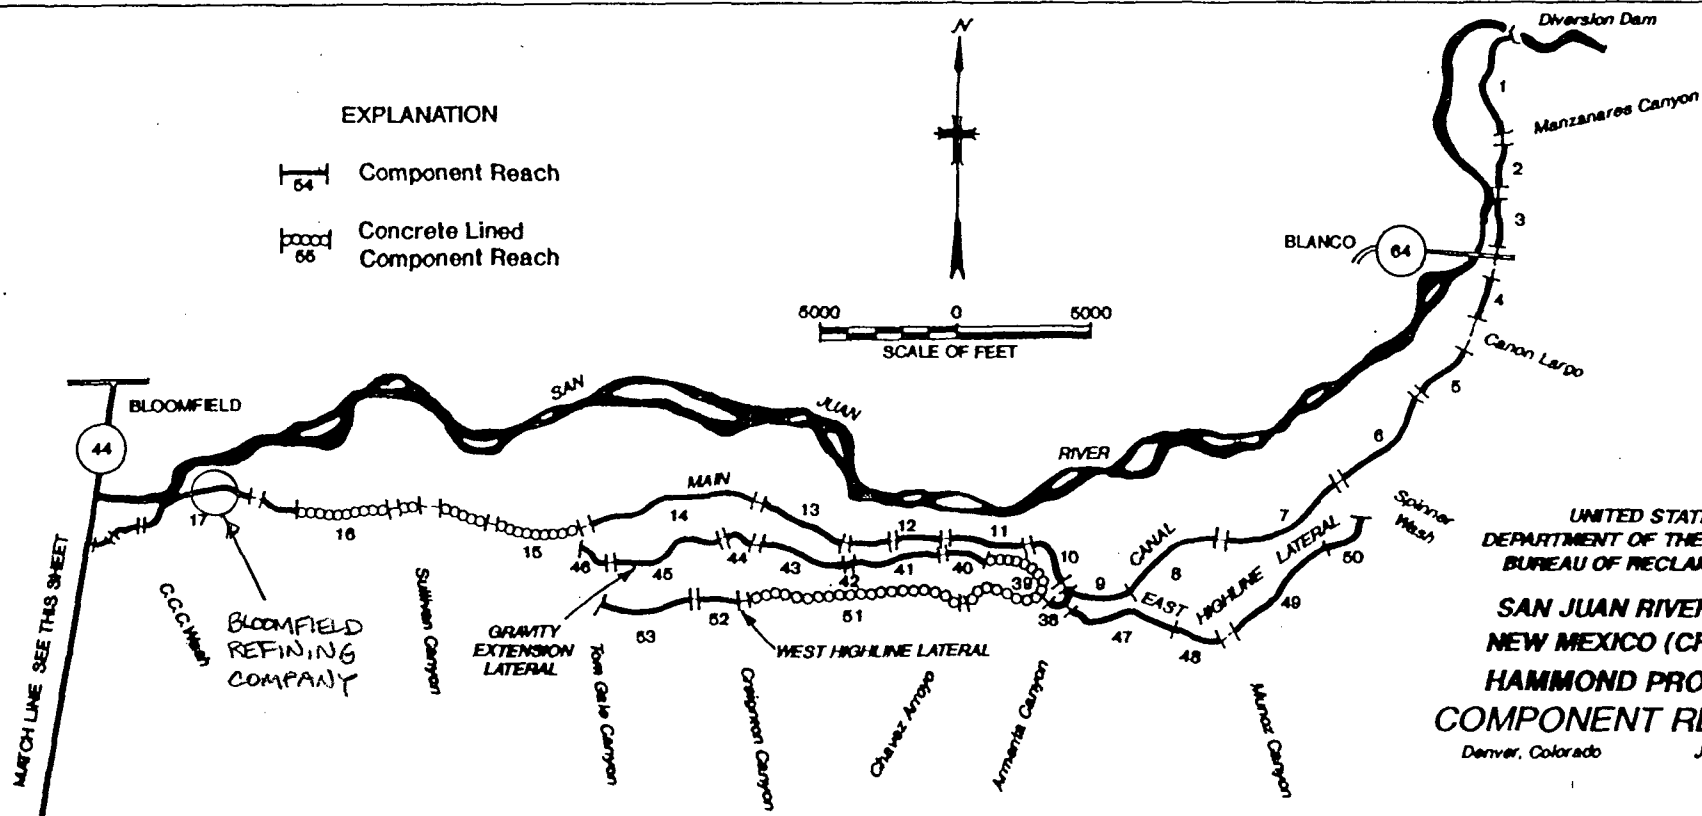 N
Diversion Dam
1
Manzanares Canyon
EXPLANATION
54 Component Reach
55 Concrete Lined
Component Reach
2
3
BLANCO 64
4
5000 0 5000
SCALE OF FEET
Canon Largo
5
6
BLOOMFIELD
44
SAN JUAN RIVER
MAIN CANAL
17
16
15
14
13
12
11
10
9
8
7
46
45
44
43
42
41
40
39
38
47
48
49
50
EAST HIGHLINE LATERAL
Spinner
Wash
53
52
51
GRAVITY
EXTENSION
LATERAL
WEST HIGHLINE LATERAL
MATCH LINE SEE THIS SHEET
C.C.C. Wash
BLOOMFIELD
REFINING
COMPANY
Sullivan Canyon
Tom Gale Canyon
Creighton Canyon
Chavez Arroyo
Armenta Canyon
Munoz Canyon
UNITED STAT
DEPARTMENT OF THE
BUREAU OF RECLA
SAN JUAN RIVER
NEW MEXICO (CR
HAMMOND PRO
COMPONENT RE
Denver, Colorado J